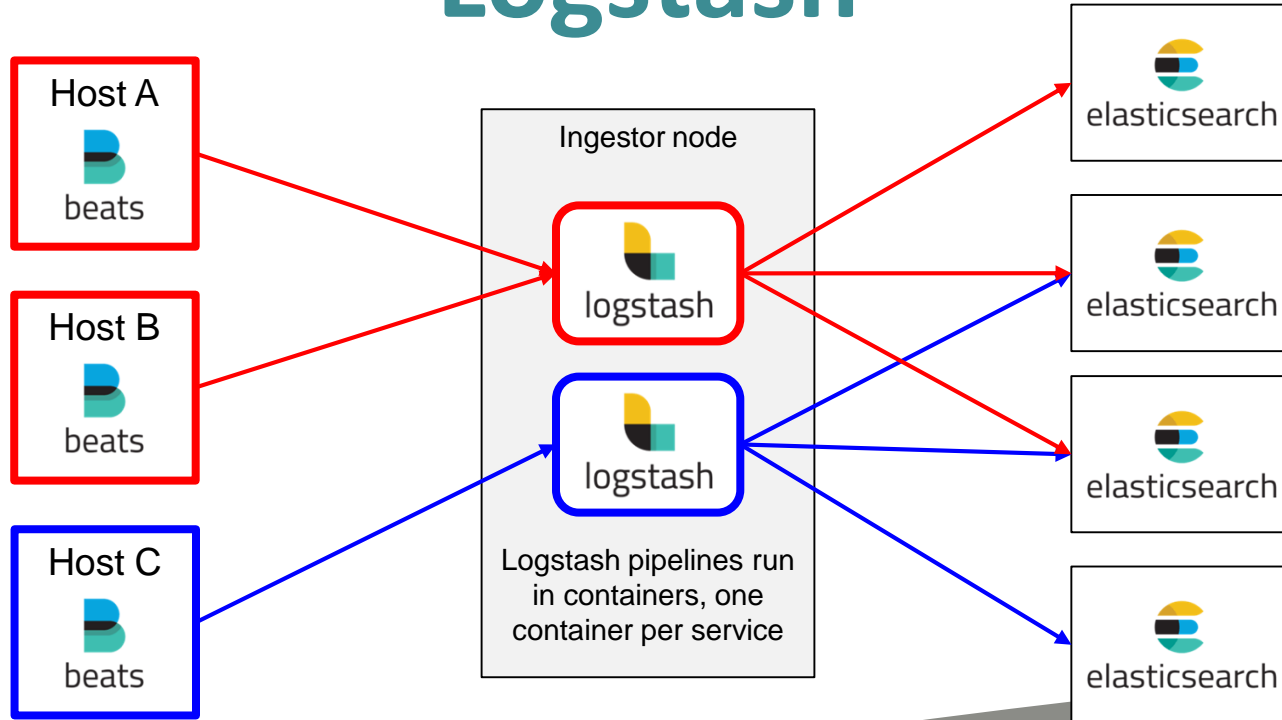 Logstash
Host A
beats
Host B
beats
Host C
beats
Ingestor node
logstash
logstash
Logstash pipelines run
in containers, one
container per service
elasticsearch
elasticsearch
elasticsearch
elasticsearch